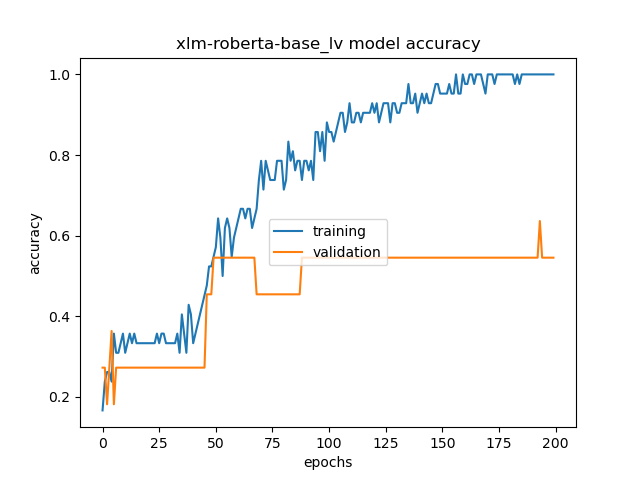 xlm-roberta-base_lv model accuracy
1.0
0.8
0.6
0.4
0.2
accuracy
training
validation
0 25 50 75 100 125 150 175 200
epochs